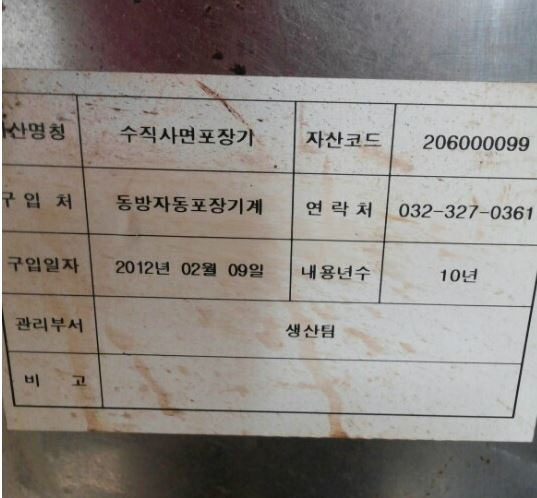 자산명칭 수직사면포장기 자산코드 206000099
구입처 동방자동포장기계 연락처 032-327-0361
구입일자 2012년 02월 09일 내용년수 10년
관리부서 생산팀
비고